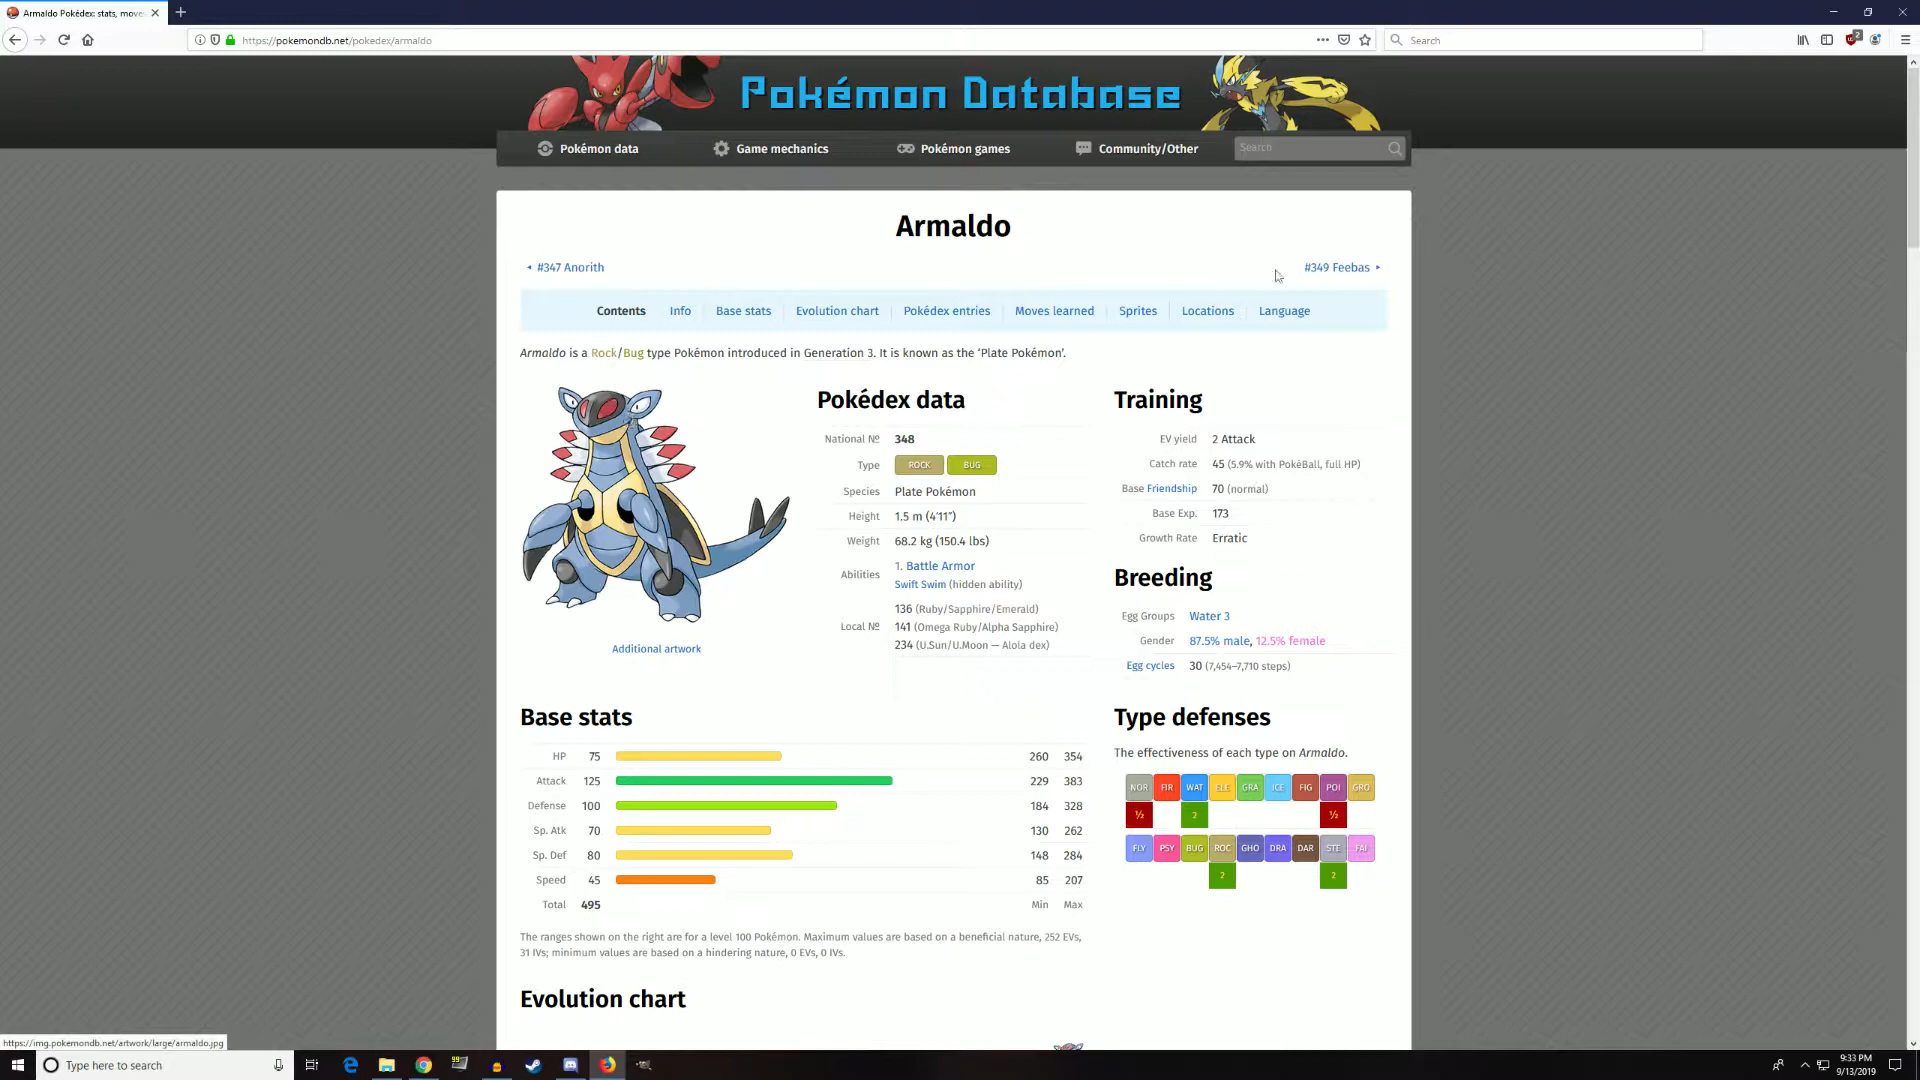 Armaldo Pokédex: stats, moves
https://pokemondb.net/pokedex/armaldo
Search
2
Pokémon Database
Pokémon data
Game mechanics
Pokémon games
Community/Other
Search
Armaldo
#347 Anorith
#349 Feebas
Contents
Info
Base stats
Evolution chart
Pokédex entries
Moves learned
Sprites
Locations
Language
Armaldo is a Rock/Bug type Pokémon introduced in Generation 3. It is known as the ‘Plate Pokémon’.
Additional artwork
Pokédex data
National № 348
Type ROCK BUG
Species Plate Pokémon
Height 1.5 m (4′11″)
Weight 68.2 kg (150.4 lbs)
Abilities 1. Battle Armor
Swift Swim (hidden ability)
Local № 136 (Ruby/Sapphire/Emerald)
141 (Omega Ruby/Alpha Sapphire)
234 (U.Sun/U.Moon — Alola dex)
Training
EV yield 2 Attack
Catch rate 45 (5.9% with PokéBall, full HP)
Base Friendship 70 (normal)
Base Exp. 173
Growth Rate Erratic
Breeding
Egg Groups Water 3
Gender 87.5% male, 12.5% female
Egg cycles 30 (7,454–7,710 steps)
Base stats
HP 75 260 354
Attack 125 229 383
Defense 100 184 328
Sp. Atk 70 130 262
Sp. Def 80 148 284
Speed 45 85 207
Total 495 Min Max
The ranges shown on the right are for a level 100 Pokémon. Maximum values are based on a beneficial nature, 252 EVs,
31 IVs; minimum values are based on a hindering nature, 0 EVs, 0 IVs.
Type defenses
The effectiveness of each type on Armaldo.
NOR FIR WAT ELE GRA ICE FIG POI GRO
½ 2 ½
FLY PSY BUG ROC GHO DRA DAR STE FAI
2 2
Evolution chart
https://img.pokemondb.net/artwork/large/armaldo.jpg
Type here to search
99
9:33 PM
9/13/2019